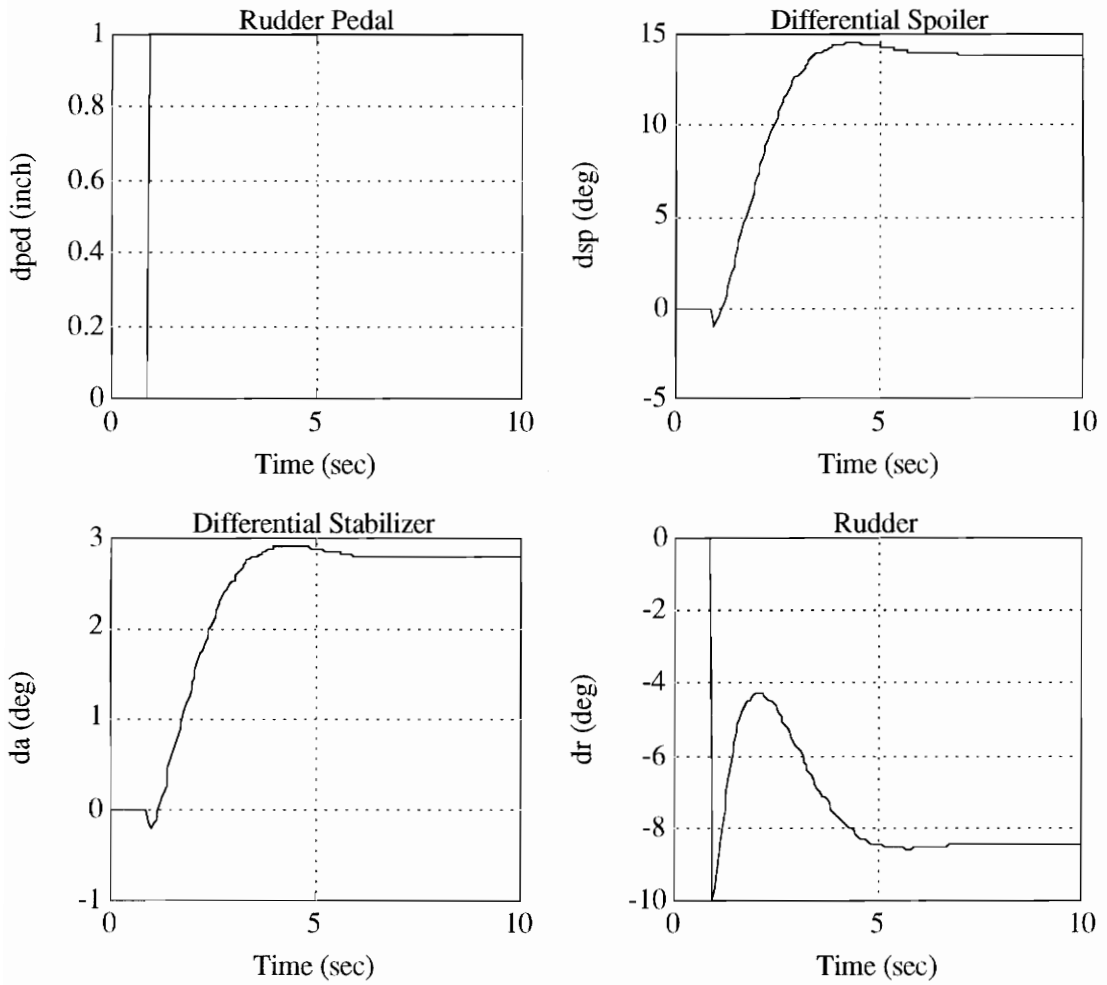 Rudder Pedal
1
0.8
0.6
0.4
0.2
0
dped (inch)
0 5 10
Time (sec)
Differential Spoiler
15
10
5
0
-5
dsp (deg)
0 5 10
Time (sec)
Differential Stabilizer
3
2
1
0
-1
da (deg)
0 5 10
Time (sec)
Rudder
0
-2
-4
-6
-8
-10
dr (deg)
0 5 10
Time (sec)